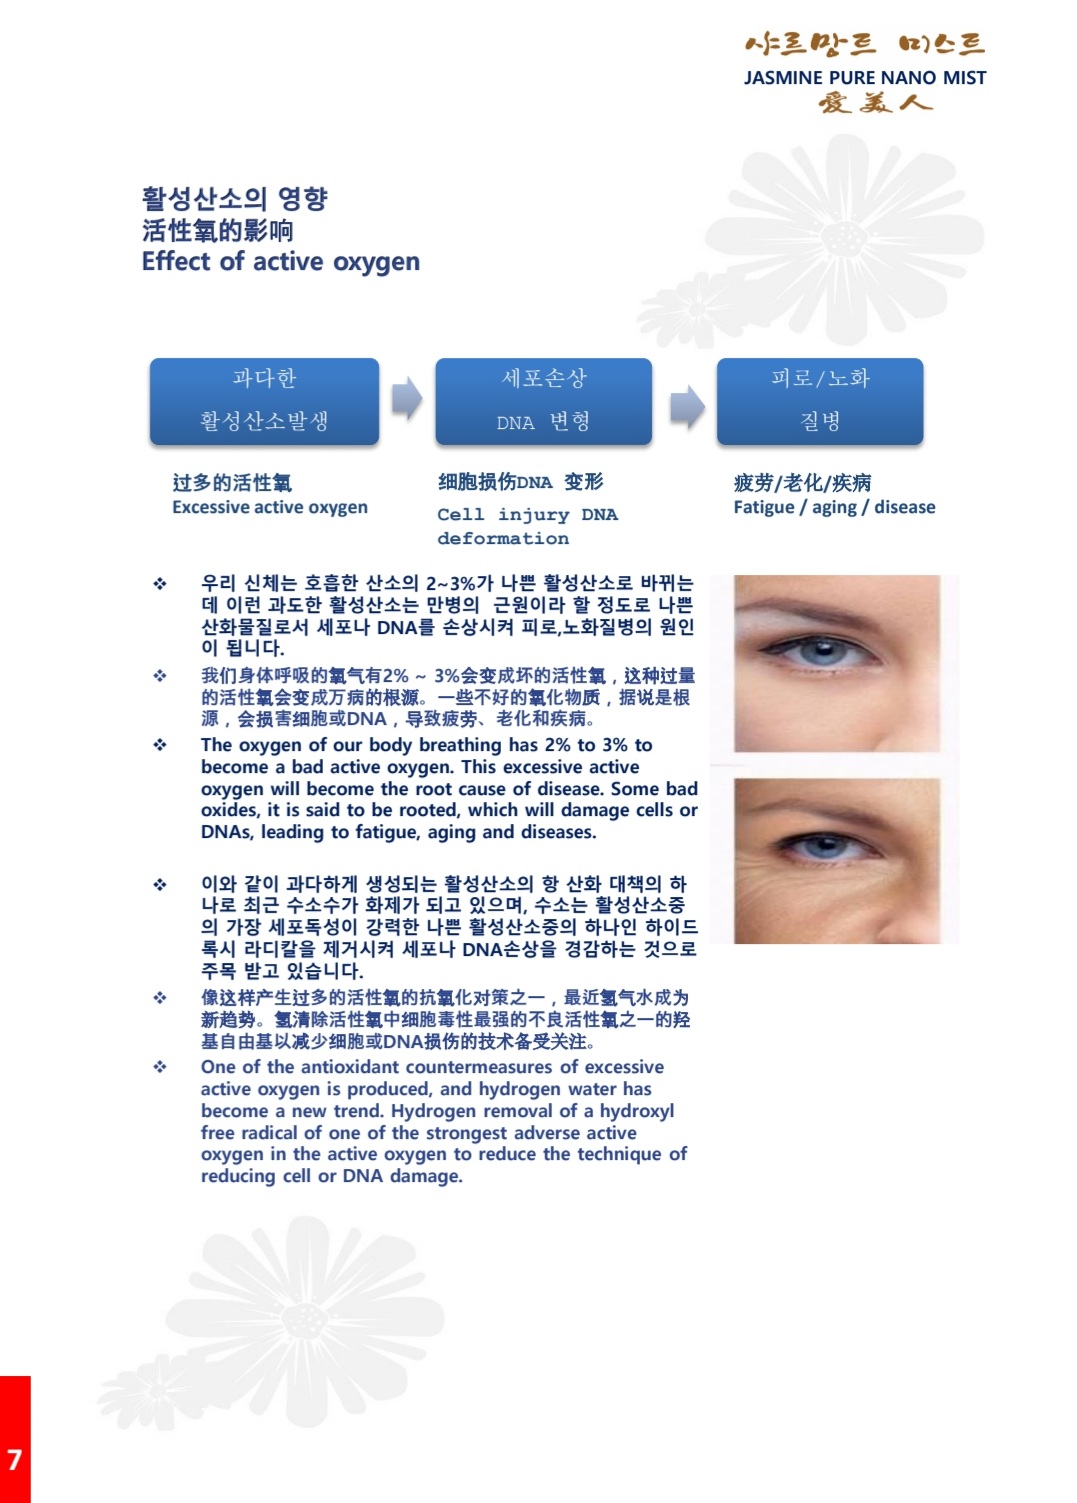 샤르망트 미스트
JASMINE PURE NANO MIST
愛美人
활성산소의 영향
活性氧的影响
Effect of active oxygen
과다한
활성산소발생
세포손상
DNA 변형
피로/노화
질병
过多的活性氧
Excessive active oxygen
细胞损伤DNA 变形
Cell injury DNA
deformation
疲劳/老化/疾病
Fatigue / aging / disease
❖ 우리 신체는 호흡한 산소의 2~3%가 나쁜 활성산소로 바뀌는
데 이런 과도한 활성산소는 만병의 근원이라 할 정도로 나쁜
산화물질로서 세포나 DNA를 손상시켜 피로,노화질병의 원인
이 됩니다.
❖ 我们身体呼吸的氧气有2% ~ 3%会变成坏的活性氧，这种过量
的活性氧会变成万病的根源。一些不好的氧化物质，据说是根
源，会损害细胞或DNA，导致疲劳、老化和疾病。
❖ The oxygen of our body breathing has 2% to 3% to
become a bad active oxygen. This excessive active
oxygen will become the root cause of disease. Some bad
oxides, it is said to be rooted, which will damage cells or
DNAs, leading to fatigue, aging and diseases.
❖ 이와 같이 과다하게 생성되는 활성산소의 항 산화 대책의 하
나로 최근 수소수가 화제가 되고 있으며, 수소는 활성산소중
의 가장 세포독성이 강력한 나쁜 활성산소중의 하나인 하이드
록시 라디칼을 제거시켜 세포나 DNA손상을 경감하는 것으로
주목 받고 있습니다.
❖ 像这样产生过多的活性氧的抗氧化对策之一，最近氢气水成为
新趋势。氢清除活性氧中细胞毒性最强的不良活性氧之一的羟
基自由基以减少细胞或DNA损伤的技术备受关注。
❖ One of the antioxidant countermeasures of excessive
active oxygen is produced, and hydrogen water has
become a new trend. Hydrogen removal of a hydroxyl
free radical of one of the strongest adverse active
oxygen in the active oxygen to reduce the technique of
reducing cell or DNA damage.
7